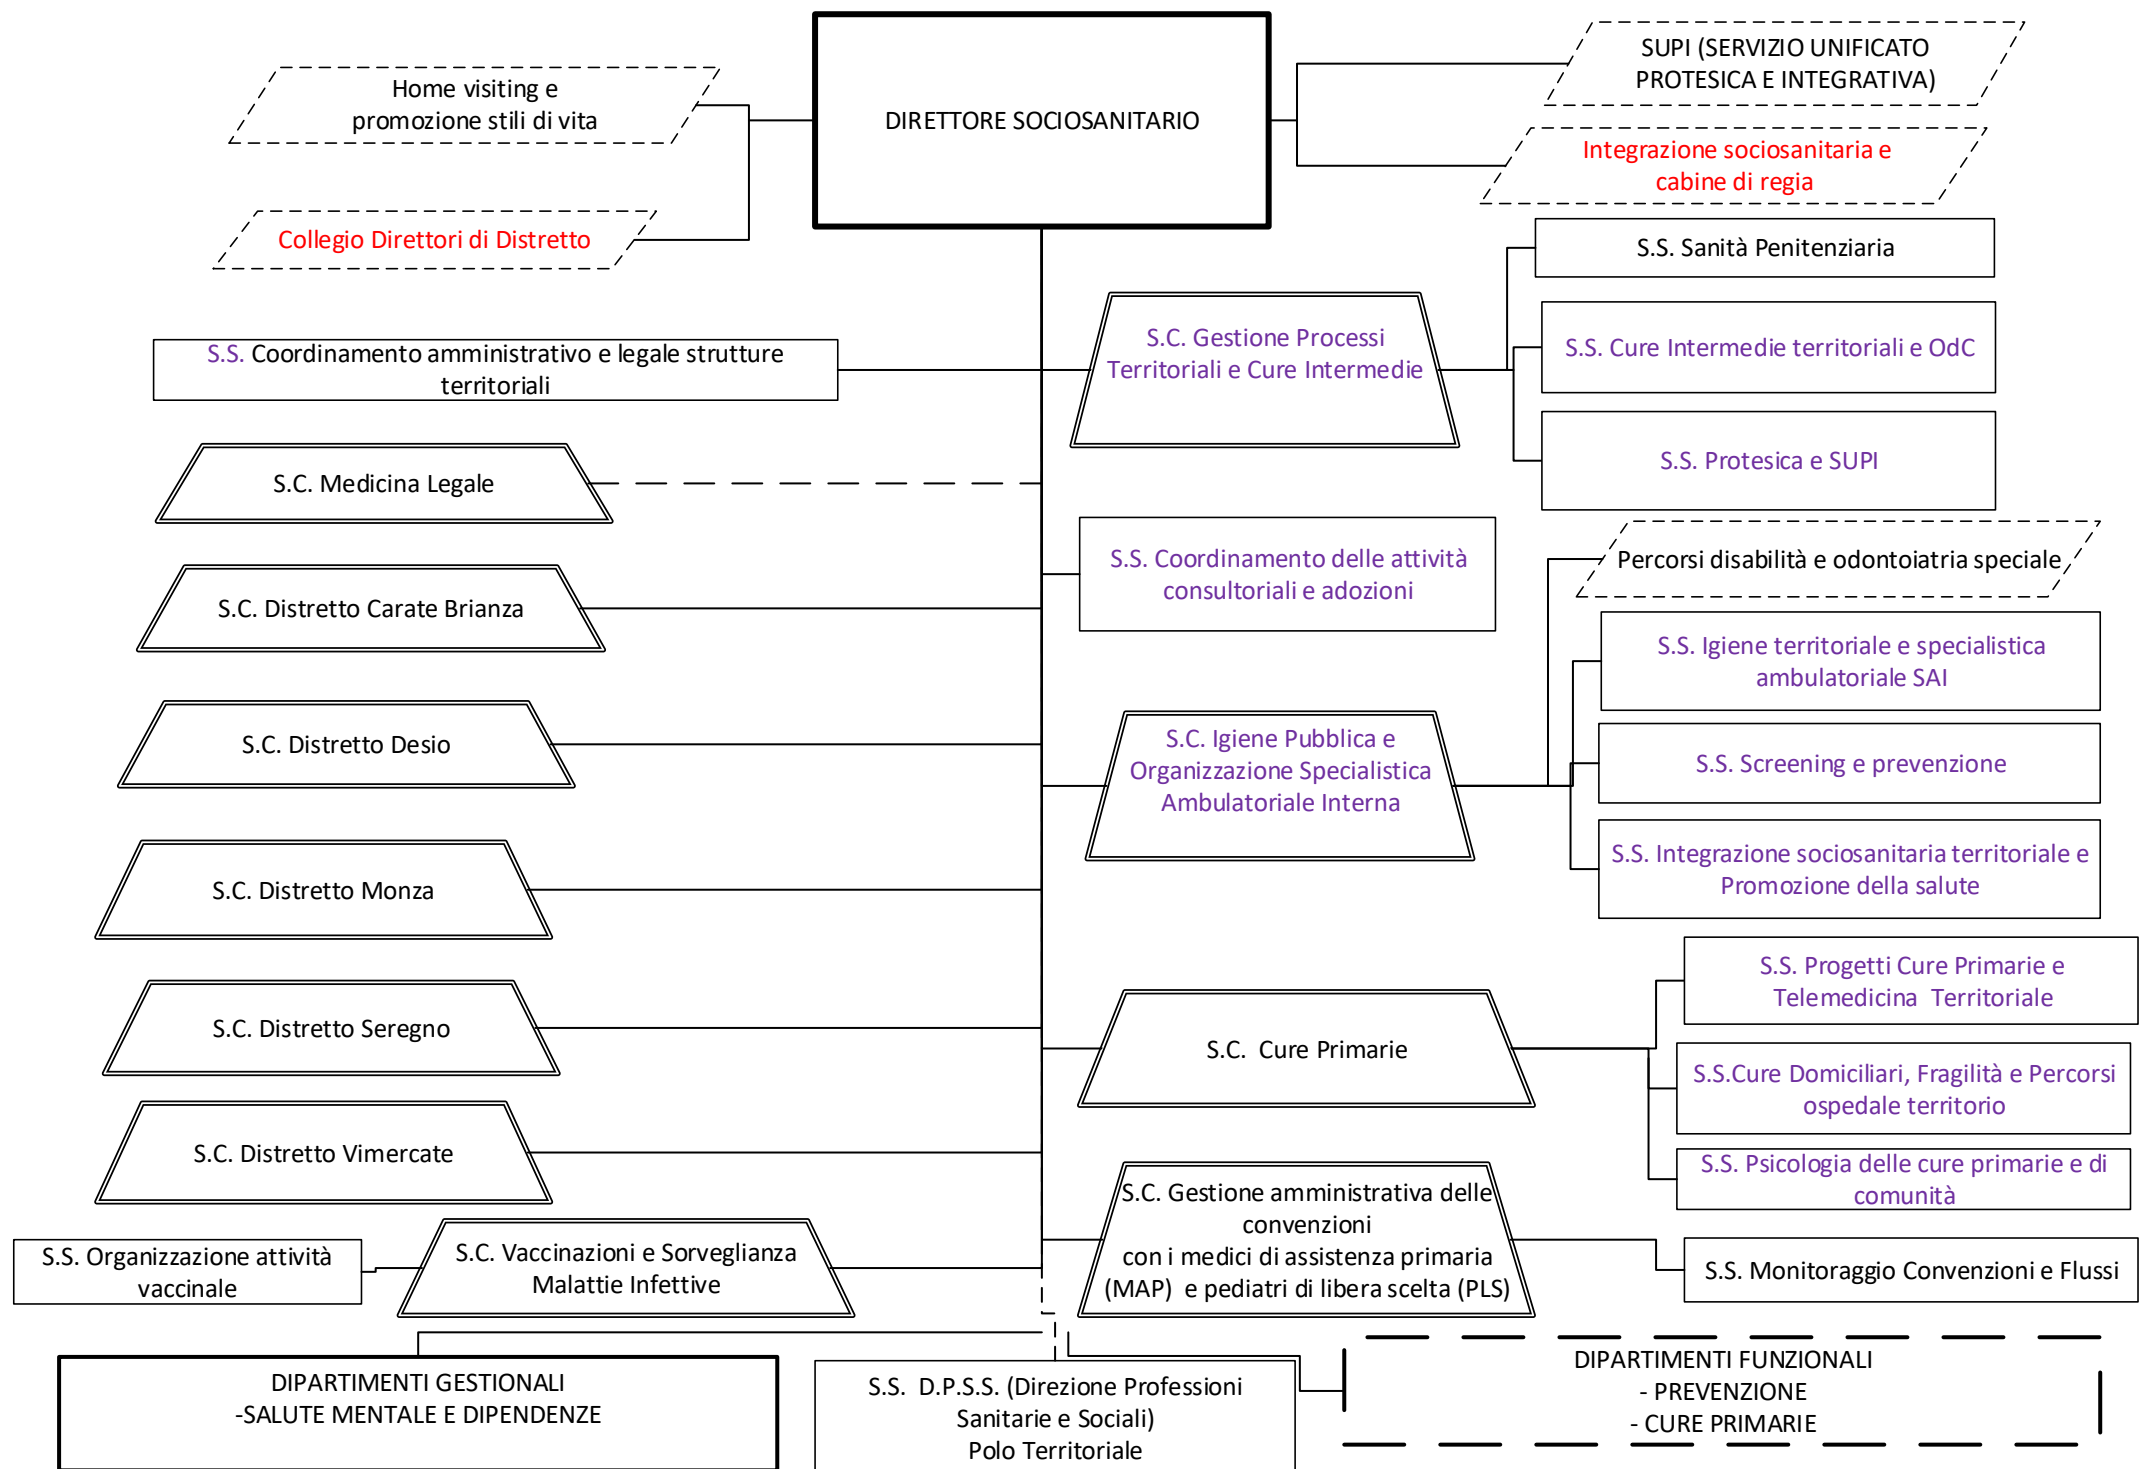 DIRETTORE SOCIOSANITARIO
Home visiting e
promozione stili di vita
Collegio Direttori di Distretto
SUPI (SERVIZIO UNIFICATO
PROTESICA E INTEGRATIVA)
Integrazione sociosanitaria e
cabine di regia
S.S. Coordinamento amministrativo e legale strutture
territoriali
S.C. Medicina Legale
S.C. Distretto Carate Brianza
S.C. Distretto Desio
S.C. Distretto Monza
S.C. Distretto Seregno
S.C. Distretto Vimercate
S.C. Vaccinazioni e Sorveglianza
Malattie Infettive
S.S. Organizzazione attività
vaccinale
S.C. Gestione Processi
Territoriali e Cure Intermedie
S.S. Sanità Penitenziaria
S.S. Cure Intermedie territoriali e OdC
S.S. Protesica e SUPI
S.S. Coordinamento delle attività
consultoriali e adozioni
S.C. Igiene Pubblica e
Organizzazione Specialistica
Ambulatoriale Interna
Percorsi disabilità e odontoiatria speciale
S.S. Igiene territoriale e specialistica
ambulatoriale SAI
S.S. Screening e prevenzione
S.S. Integrazione sociosanitaria territoriale e
Promozione della salute
S.C. Cure Primarie
S.S. Progetti Cure Primarie e
Telemedicina Territoriale
S.S.Cure Domiciliari, Fragilità e Percorsi
ospedale territorio
S.S. Psicologia delle cure primarie e di
comunità
S.C. Gestione amministrativa delle
convenzioni
con i medici di assistenza primaria
(MAP) e pediatri di libera scelta (PLS)
S.S. Monitoraggio Convenzioni e Flussi
DIPARTIMENTI GESTIONALI
-SALUTE MENTALE E DIPENDENZE
S.S. D.P.S.S. (Direzione Professioni
Sanitarie e Sociali)
Polo Territoriale
DIPARTIMENTI FUNZIONALI
- PREVENZIONE
- CURE PRIMARIE